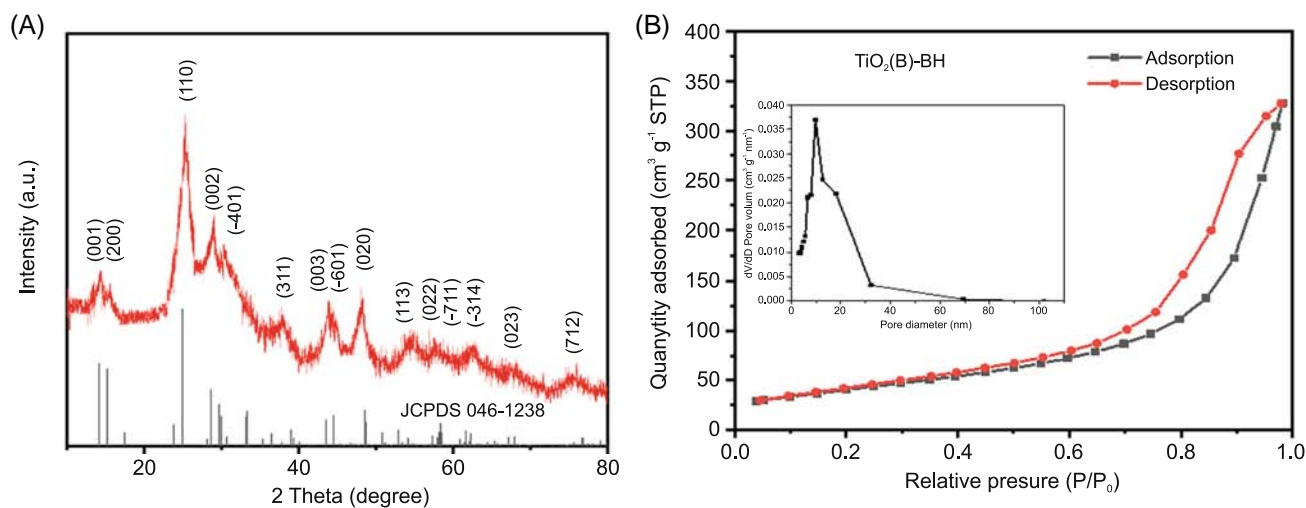 (A)
Intensity (a.u.)
(001)
(200)
(110)
(002)
(-401)
(311)
(003)
(-601)
(020)
(113)
(022)
(-711)
(-314)
(023)
(712)
JCPDS 046-1238
20 40 60 80
2 Theta (degree)
(B)
Quanytity adsorbed (cm³ g⁻¹ STP)
400
350
300
250
200
150
100
50
0
TiO₂(B)-BH
Adsorption
Desorption
dV/dD Pore volum (cm³ g⁻¹ nm⁻¹)
0.040
0.035
0.030
0.025
0.020
0.015
0.010
0.005
0.000
0 20 40 60 80 100
Pore diameter (nm)
0.0 0.2 0.4 0.6 0.8 1.0
Relative presure (P/P₀)